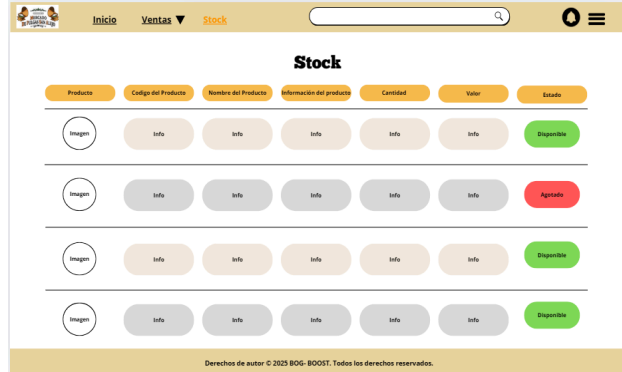 Inicio Ventas Stock
Stock
Producto Codigo del Producto Nombre del Producto Información del producto Cantidad Valor Estado
Imagen Info Info Info Info Info Disponible
Imagen Info Info Info Info Info Agotado
Imagen Info Info Info Info Info Disponible
Imagen Info Info Info Info Info Disponible
Derechos de autor © 2025 BOG- BOOST. Todos los derechos reservados.